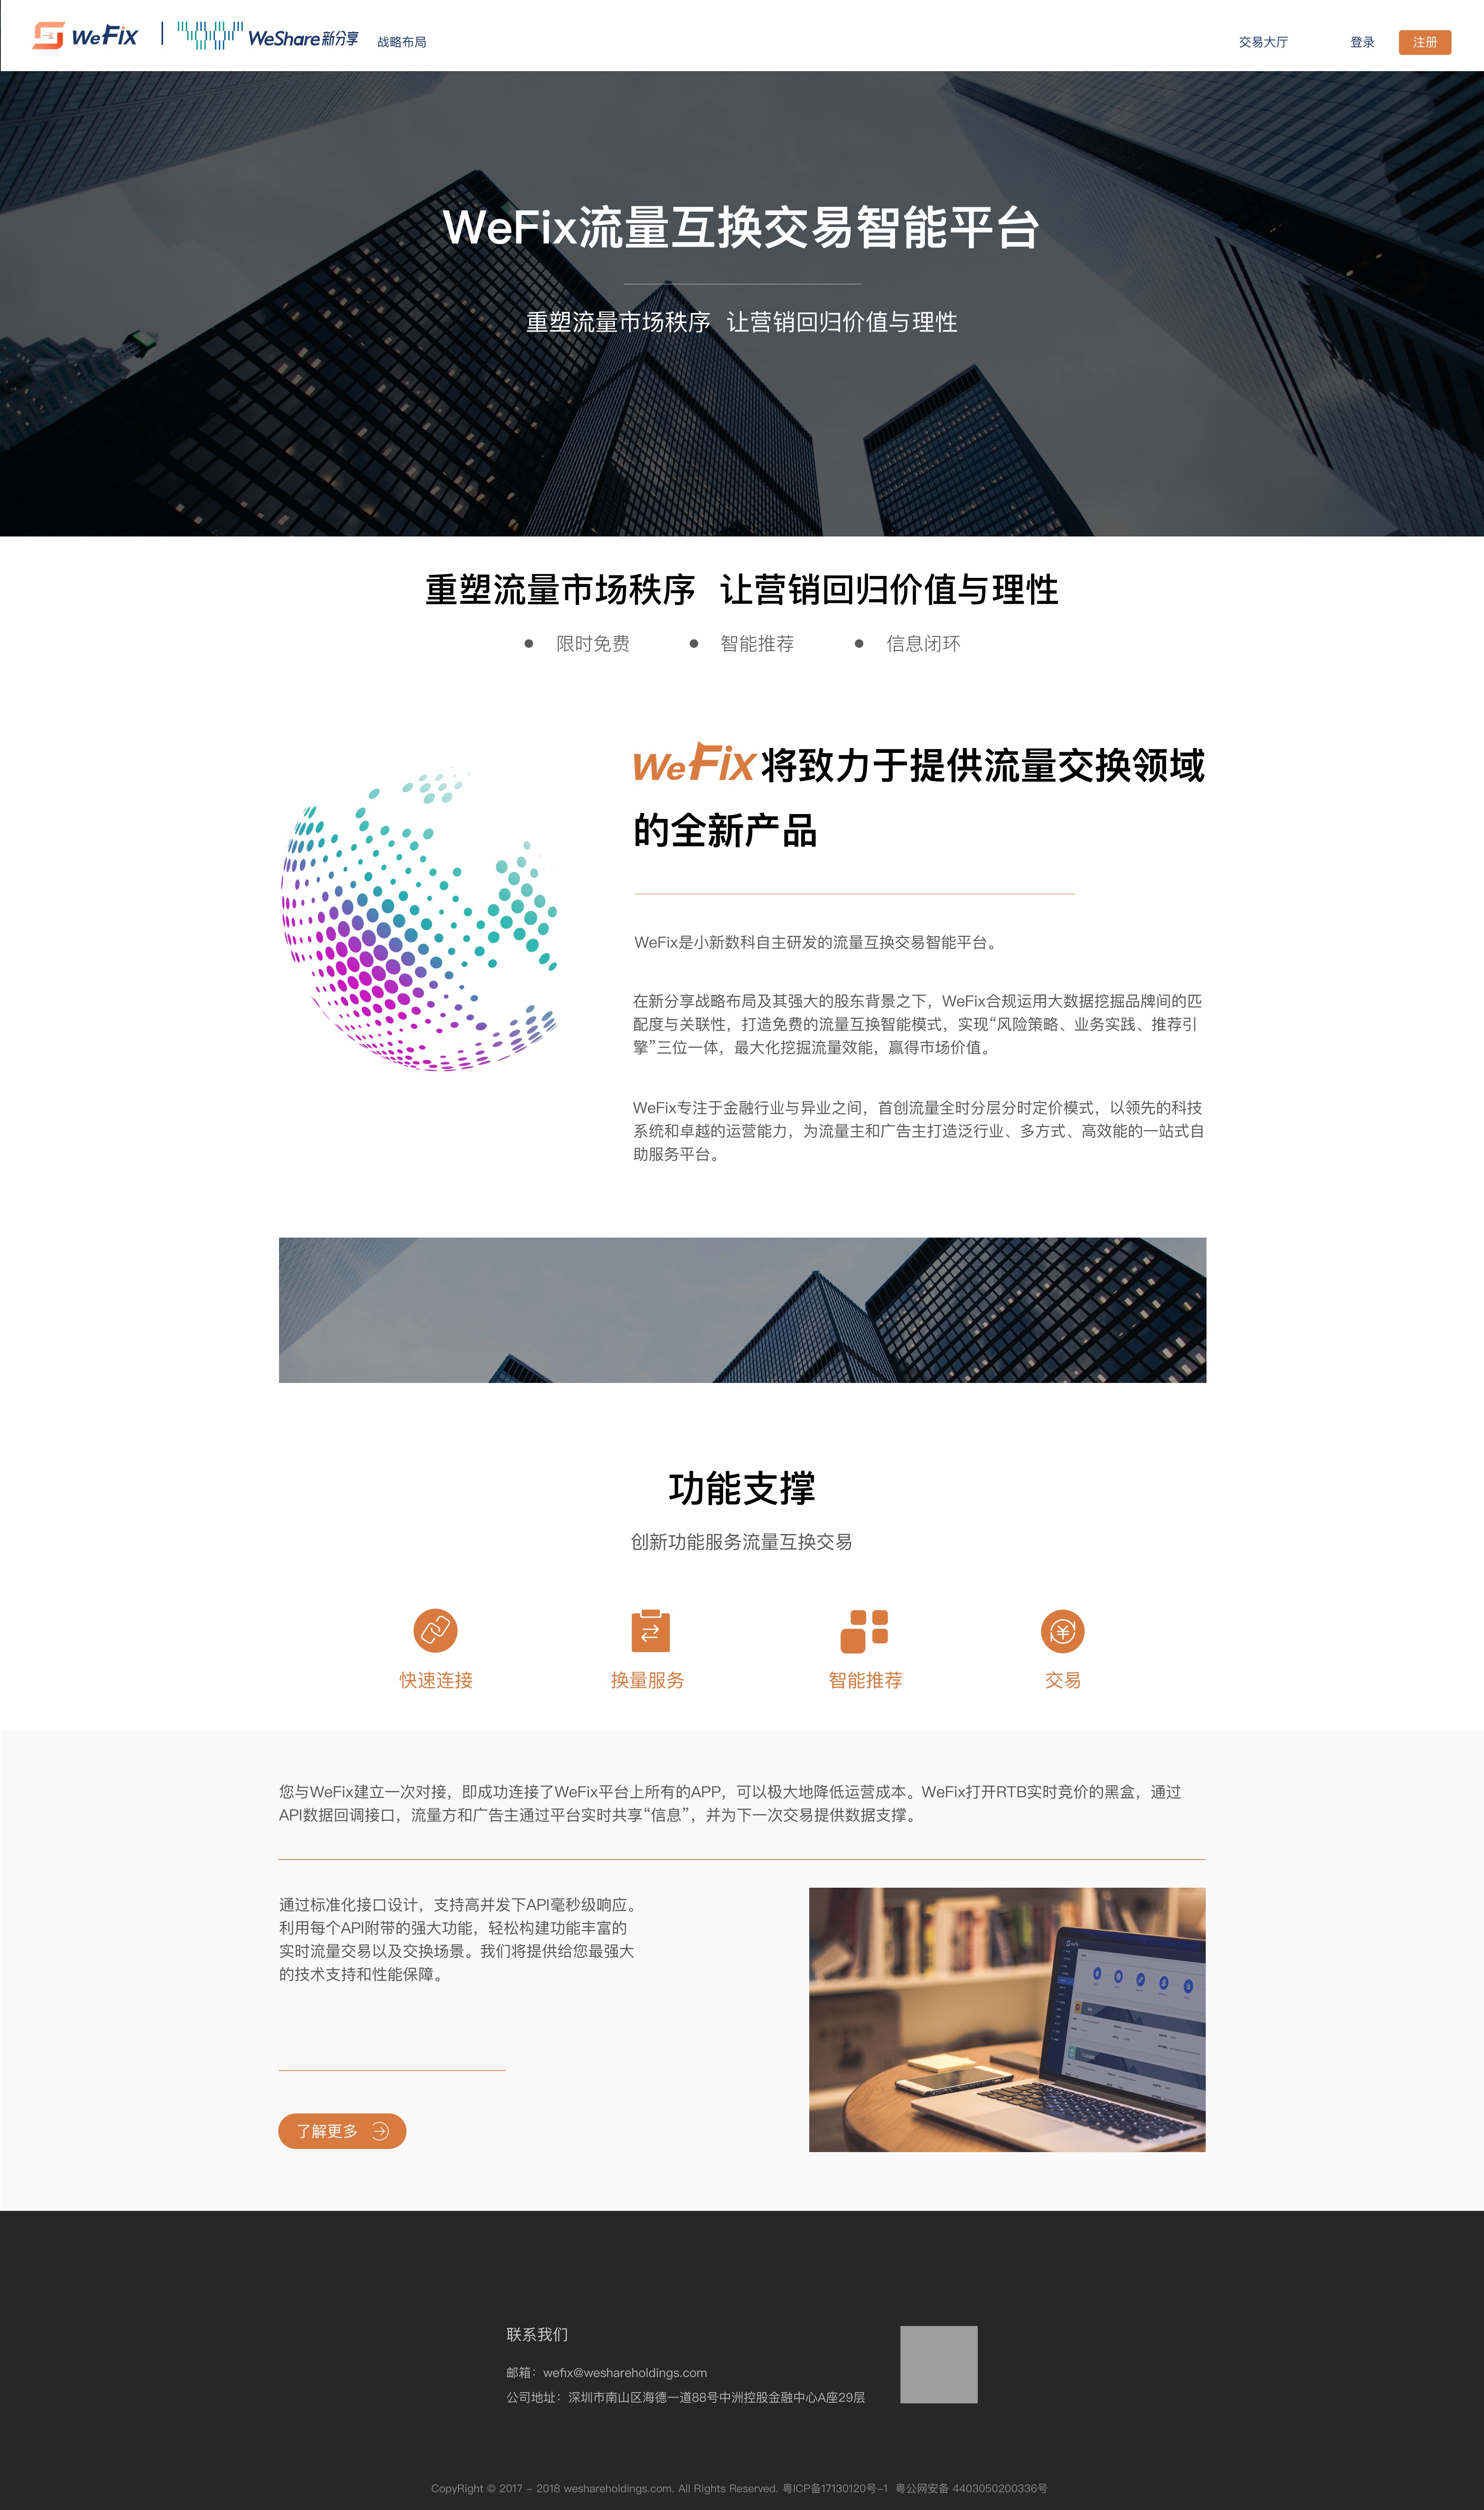 WeFix
WeShare新分享
战略布局
交易大厅
登录
注册
WeFix流量互换交易智能平台
重塑流量市场秩序 让营销回归价值与理性
重塑流量市场秩序 让营销回归价值与理性
限时免费
智能推荐
信息闭环
WeFix将致力于提供流量交换领域
的全新产品
WeFix是小新数科自主研发的流量互换交易智能平台。
在新分享战略布局及其强大的股东背景之下，WeFix合规运用大数据挖掘品牌间的匹
配度与关联性，打造免费的流量互换智能模式，实现“风险策略、业务实践、推荐引
擎”三位一体，最大化挖掘流量效能，赢得市场价值。
WeFix专注于金融行业与异业之间，首创流量全时分层分时定价模式，以领先的科技
系统和卓越的运营能力，为流量主和广告主打造泛行业、多方式、高效能的一站式自
助服务平台。
功能支撑
创新功能服务流量互换交易
快速连接
换量服务
智能推荐
交易
您与WeFix建立一次对接，即成功连接了WeFix平台上所有的APP，可以极大地降低运营成本。WeFix打开RTB实时竞价的黑盒，通过
API数据回调接口，流量方和广告主通过平台实时共享“信息”，并为下一次交易提供数据支撑。
通过标准化接口设计，支持高并发下API毫秒级响应。
利用每个API附带的强大功能，轻松构建功能丰富的
实时流量交易以及交换场景。我们将提供给您最强大
的技术支持和性能保障。
了解更多
联系我们
邮箱：wefix@weshareholdings.com
公司地址：深圳市南山区海德一道88号中洲控股金融中心A座29层
CopyRight © 2017 - 2018 weshareholdings.com. All Rights Reserved. 粤ICP备17130120号-1 粤公网安备 4403050200336号